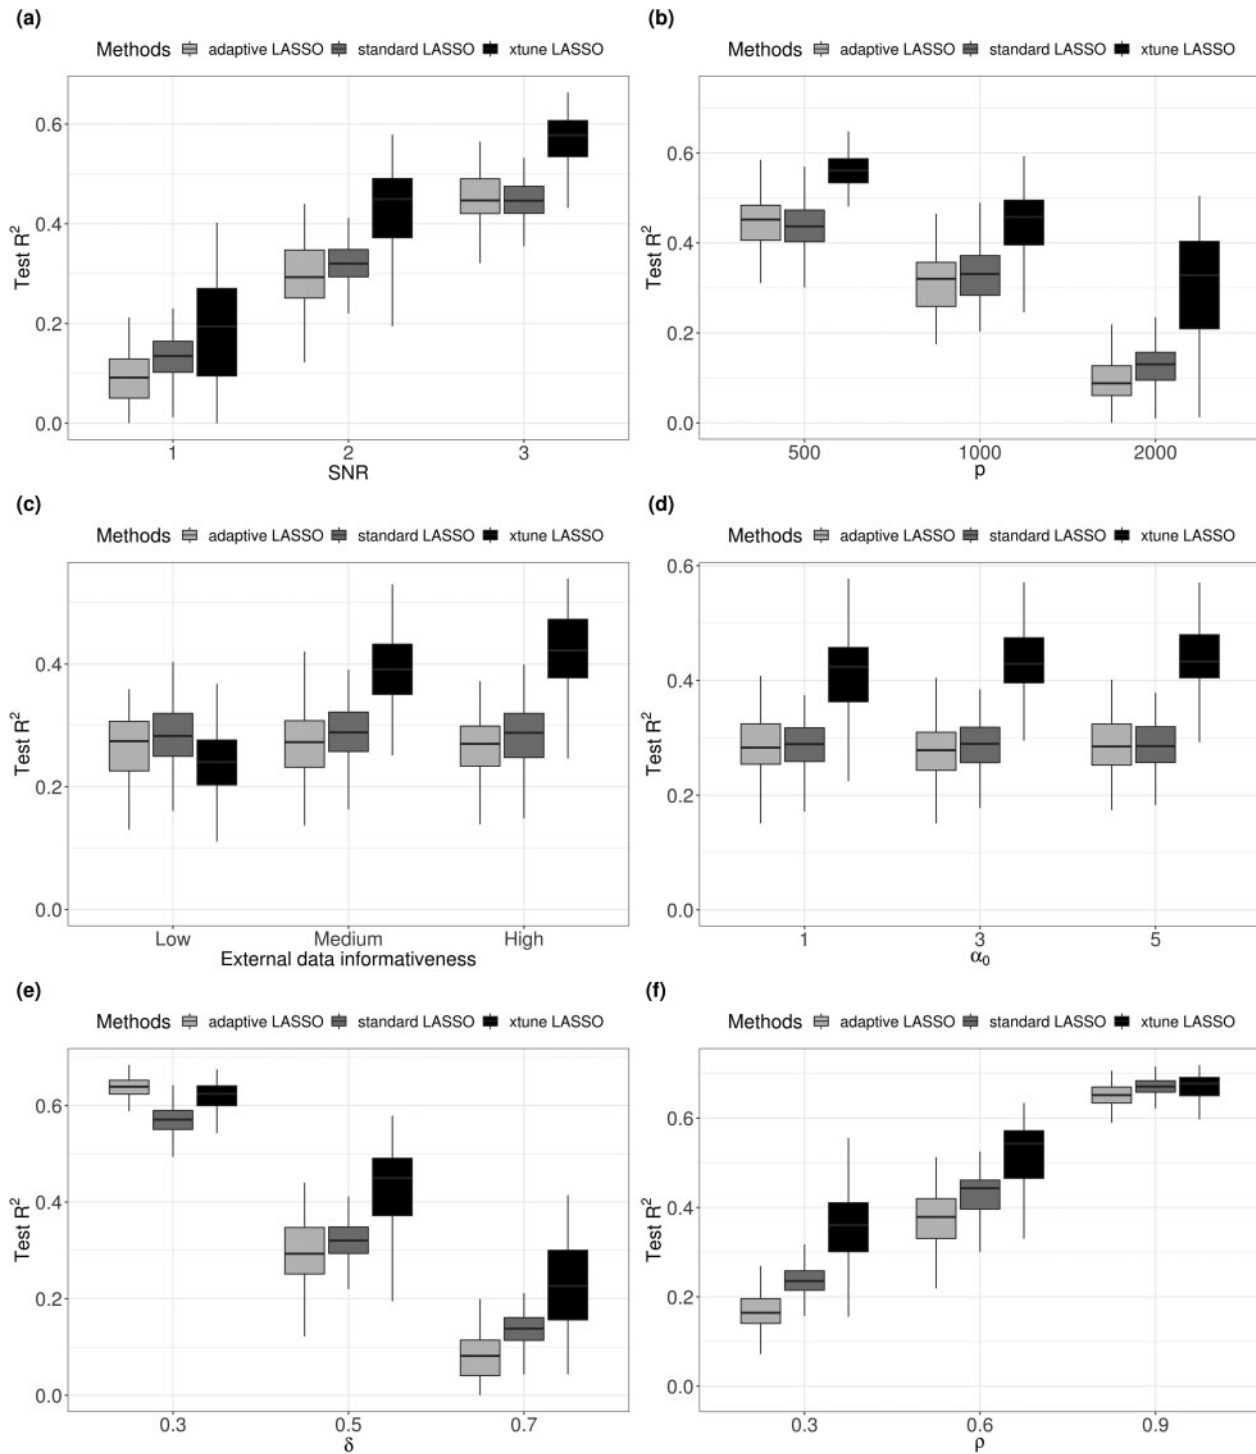 (a)
Methods adaptive LASSO standard LASSO xtune LASSO
Test R²
0.6
0.4
0.2
0.0
1 2 3
SNR
(b)
Methods adaptive LASSO standard LASSO xtune LASSO
Test R²
0.6
0.4
0.2
0.0
500 1000 2000
p
(c)
Methods adaptive LASSO standard LASSO xtune LASSO
Test R²
0.4
0.2
0.0
Low Medium High
External data informativeness
(d)
Methods adaptive LASSO standard LASSO xtune LASSO
Test R²
0.6
0.4
0.2
0.0
1 3 5
α₀
(e)
Methods adaptive LASSO standard LASSO xtune LASSO
Test R²
0.6
0.4
0.2
0.0
0.3 0.5 0.7
δ
(f)
Methods adaptive LASSO standard LASSO xtune LASSO
Test R²
0.6
0.4
0.2
0.0
0.3 0.6 0.9
ρ